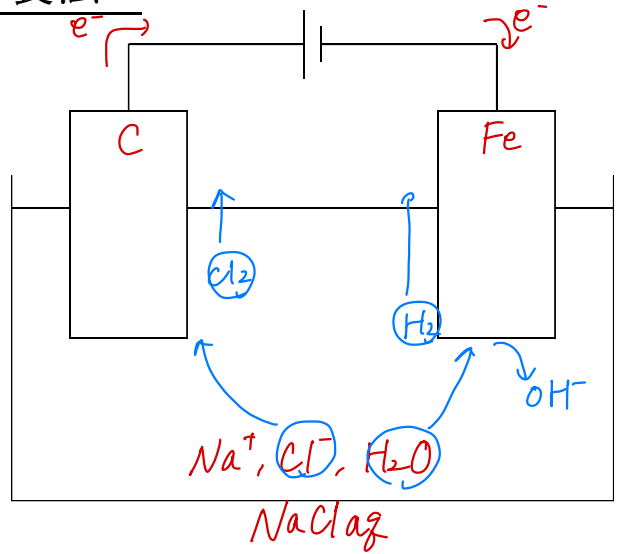 e⁻ e⁻
C Fe
Cl₂
H₂
OH⁻
Na⁺, Cl⁻, H₂O
NaClaq